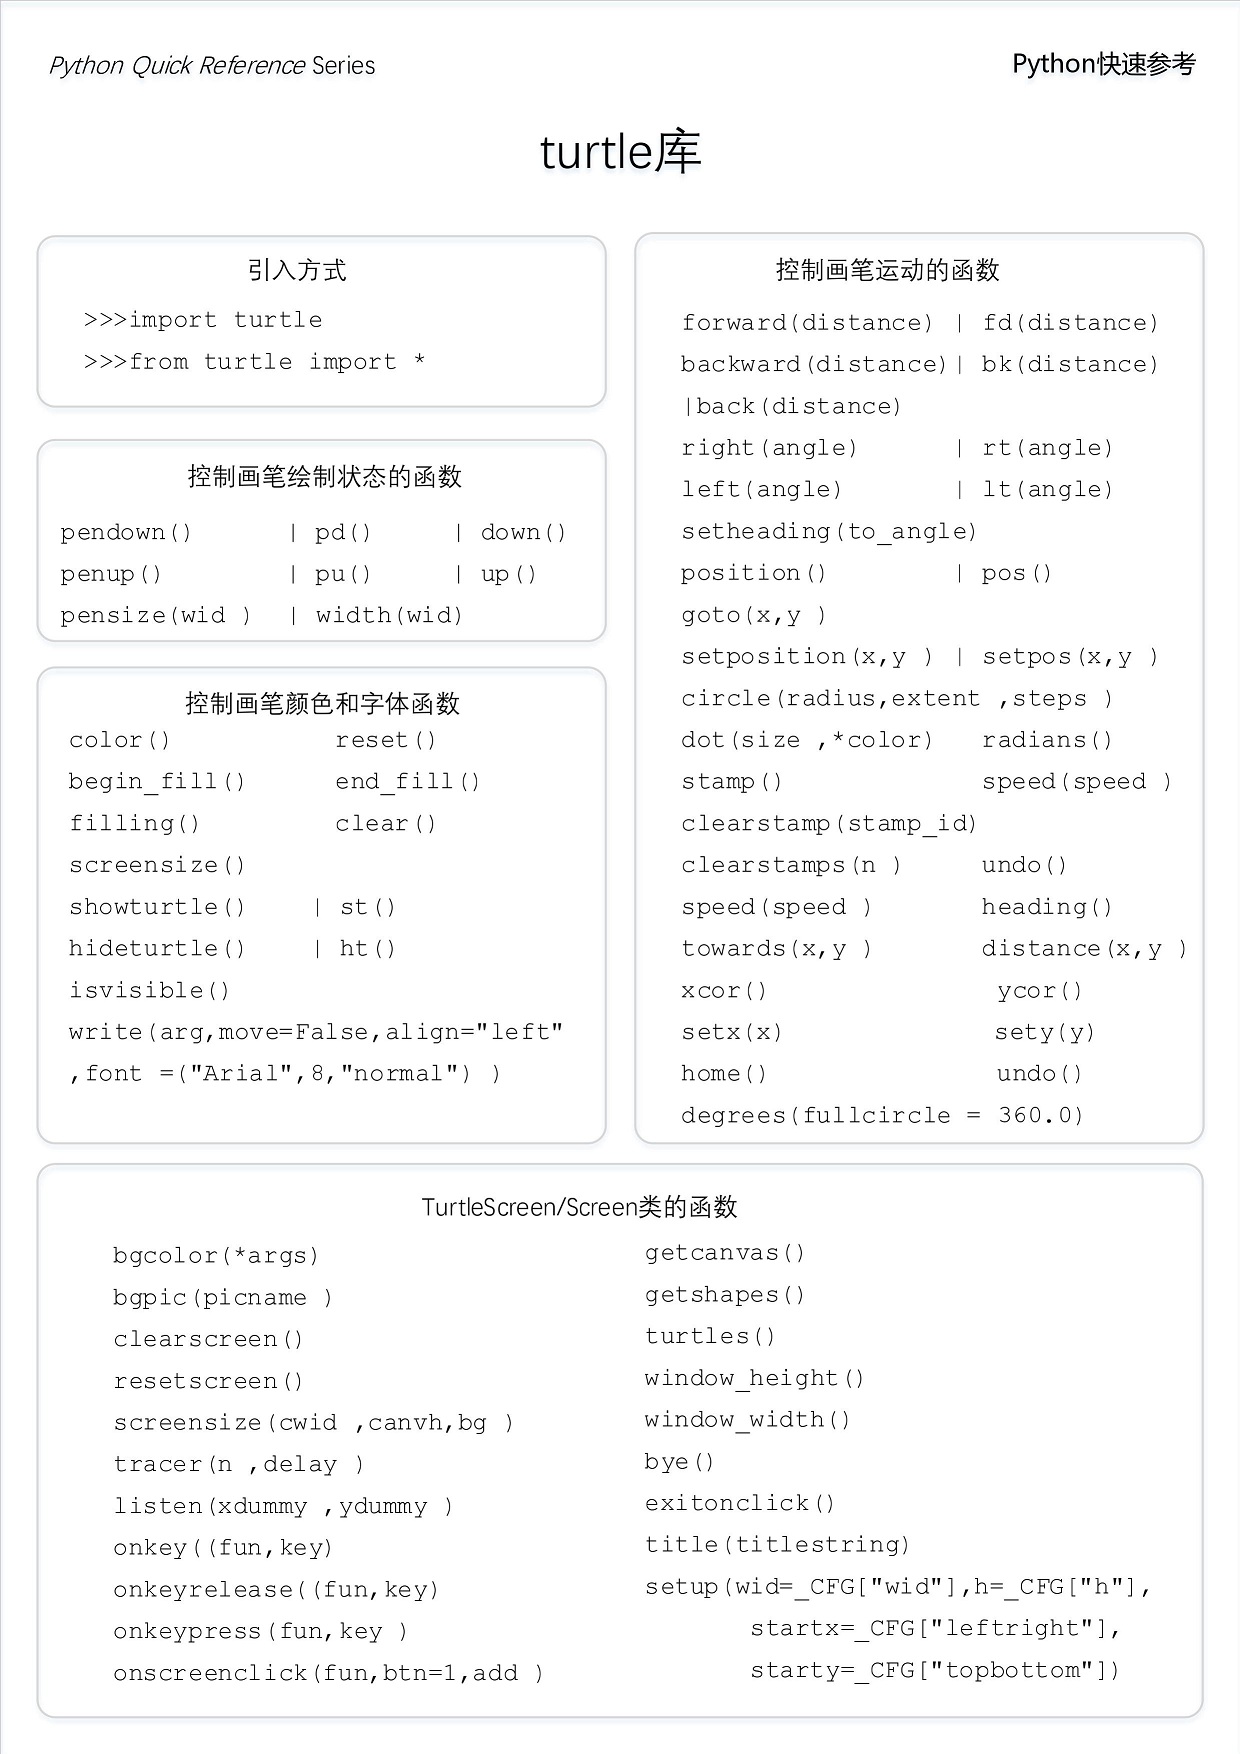 Python Quick Reference Series
Python快速参考
turtle库
引入方式
>>>import turtle
>>>from turtle import *
控制画笔绘制状态的函数
pendown() | pd() | down()
penup() | pu() | up()
pensize(wid ) | width(wid)
控制画笔颜色和字体函数
color() reset()
begin_fill() end_fill()
filling() clear()
screensize()
showturtle() | st()
hideturtle() | ht()
isvisible()
write(arg,move=False,align="left"
,font =("Arial",8,"normal") )
控制画笔运动的函数
forward(distance) | fd(distance)
backward(distance)| bk(distance)
|back(distance)
right(angle) | rt(angle)
left(angle) | lt(angle)
setheading(to_angle)
position() | pos()
goto(x,y )
setposition(x,y ) | setpos(x,y )
circle(radius,extent ,steps )
dot(size ,*color) radians()
stamp() speed(speed )
clearstamp(stamp_id)
clearstamps(n ) undo()
speed(speed ) heading()
towards(x,y ) distance(x,y )
xcor() ycor()
setx(x) sety(y)
home() undo()
degrees(fullcircle = 360.0)
TurtleScreen/Screen类的函数
bgcolor(*args)
bgpic(picname )
clearscreen()
resetscreen()
screensize(cwid ,canvh,bg )
tracer(n ,delay )
listen(xdummy ,ydummy )
onkey((fun,key)
onkeyrelease((fun,key)
onkeypress(fun,key )
onscreenclick(fun,btn=1,add )
getcanvas()
getshapes()
turtles()
window_height()
window_width()
bye()
exitonclick()
title(titlestring)
setup(wid=_CFG["wid"],h=_CFG["h"],
startx=_CFG["leftright"],
starty=_CFG["topbottom"])